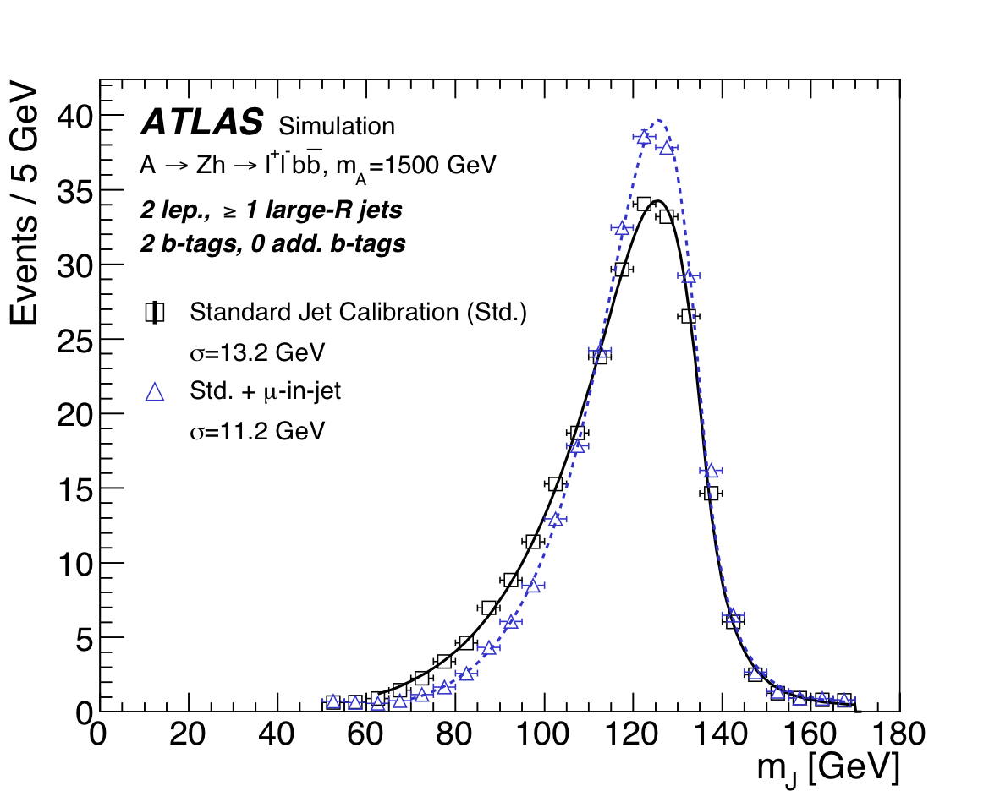 ATLAS Simulation
A → Zh → l⁺l⁻bb̅, m_A=1500 GeV
2 lep., ≥ 1 large-R jets
2 b-tags, 0 add. b-tags
Standard Jet Calibration (Std.)
σ=13.2 GeV
Std. + μ-in-jet
σ=11.2 GeV
Events / 5 GeV
40
35
30
25
20
15
10
5
0
0 20 40 60 80 100 120 140 160 180
m_J [GeV]